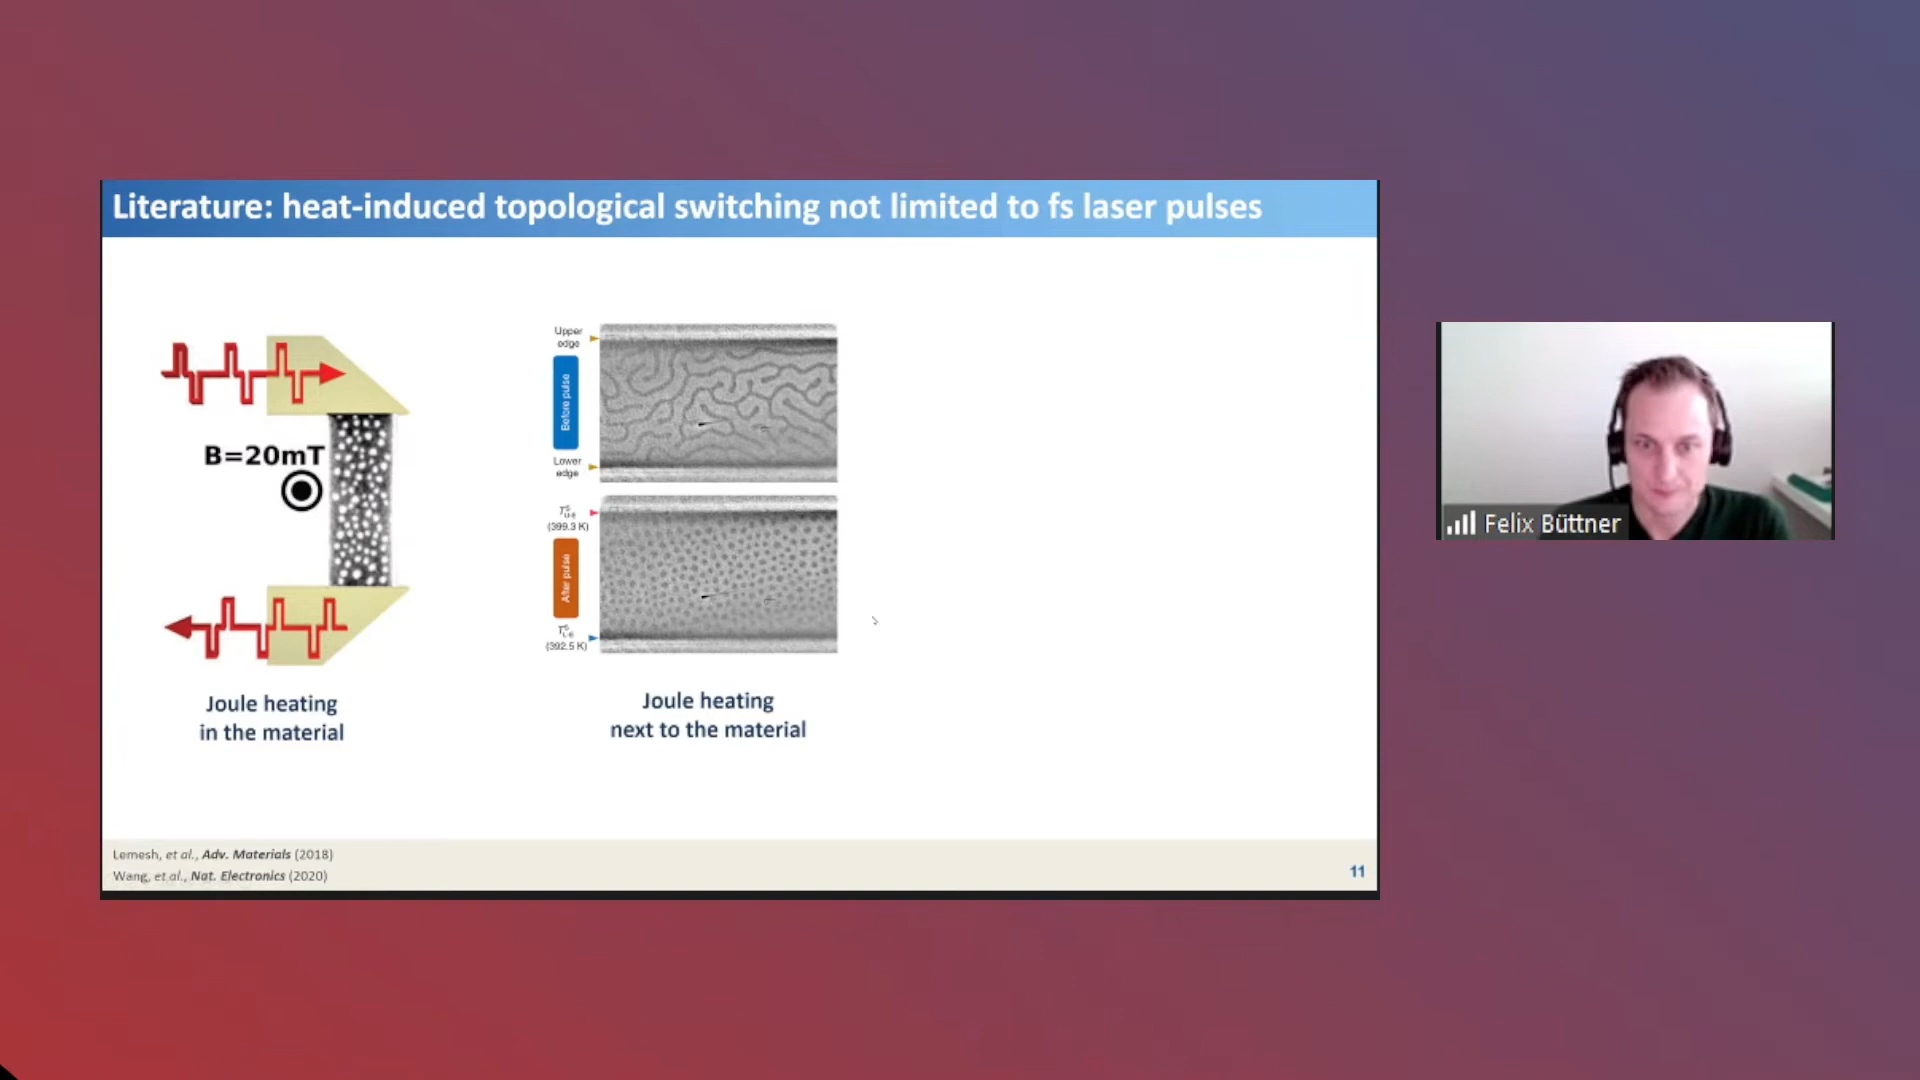 Literature: heat-induced topological switching not limited to fs laser pulses
B=20mT
Joule heating
in the material
Upper
edge
Before pulse
Lower
edge
(399.3 K)
After pulse
(392.5 K)
Joule heating
next to the material
Lemesh, et al., Adv. Materials (2018)
Wang, et al., Nat. Electronics (2020)
11
Felix Büttner